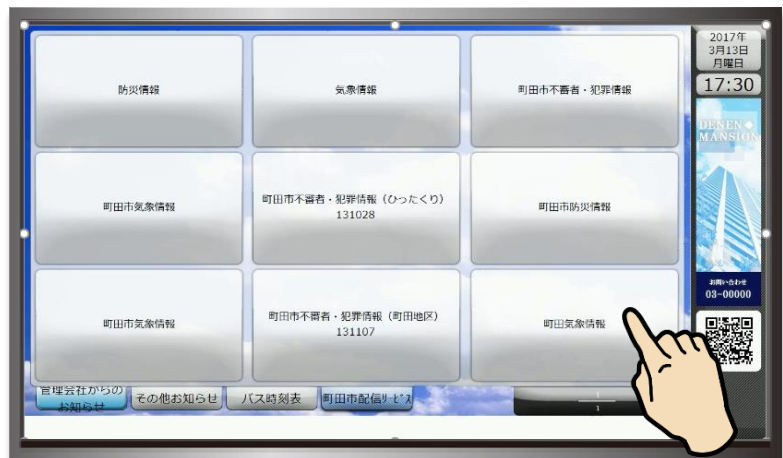 防災情報
気象情報
町田市不審者・犯罪情報
町田市気象情報
町田市不審者・犯罪情報（ひったくり）
131028
町田市防災情報
町田市気象情報
町田市不審者・犯罪情報（町田地区）
131107
町田気象情報
管理会社からの
お知らせ
その他お知らせ
バス時刻表
町田市配信ｻｰﾋﾞｽ
1
1
2017年
3月13日
月曜日
17:30
DENEN
MANSION
お問い合わせ
03-00000